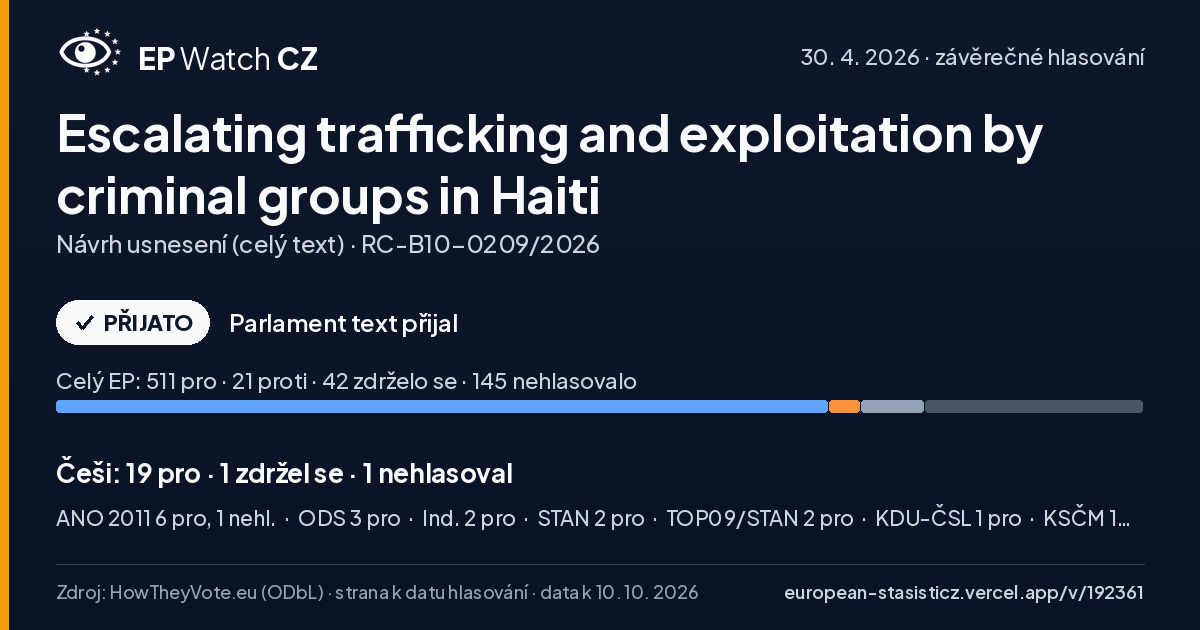 EP Watch CZ
30. 4. 2026 · závěrečné hlasování
Escalating trafficking and exploitation by
criminal groups in Haiti
Návrh usnesení (celý text) · RC-B10-0209/2026
✓ PŘIJATO
Parlament text přijal
Celý EP: 511 pro · 21 proti · 42 zdrželo se · 145 nehlasovalo
Češi: 19 pro · 1 zdržel se · 1 nehlasoval
ANO 2011 6 pro, 1 nehl. · ODS 3 pro · Ind. 2 pro · STAN 2 pro · TOP09/STAN 2 pro · KDU-ČSL 1 pro · KSČM 1…
Zdroj: HowTheyVote.eu (ODbL) · strana k datu hlasování · data k 10. 10. 2026
european-stasisticz.vercel.app/v/192361